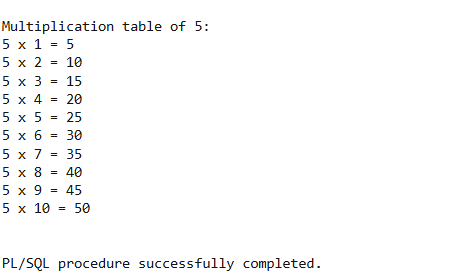 Multiplication table of 5:
5 x 1 = 5
5 x 2 = 10
5 x 3 = 15
5 x 4 = 20
5 x 5 = 25
5 x 6 = 30
5 x 7 = 35
5 x 8 = 40
5 x 9 = 45
5 x 10 = 50
PL/SQL procedure successfully completed.